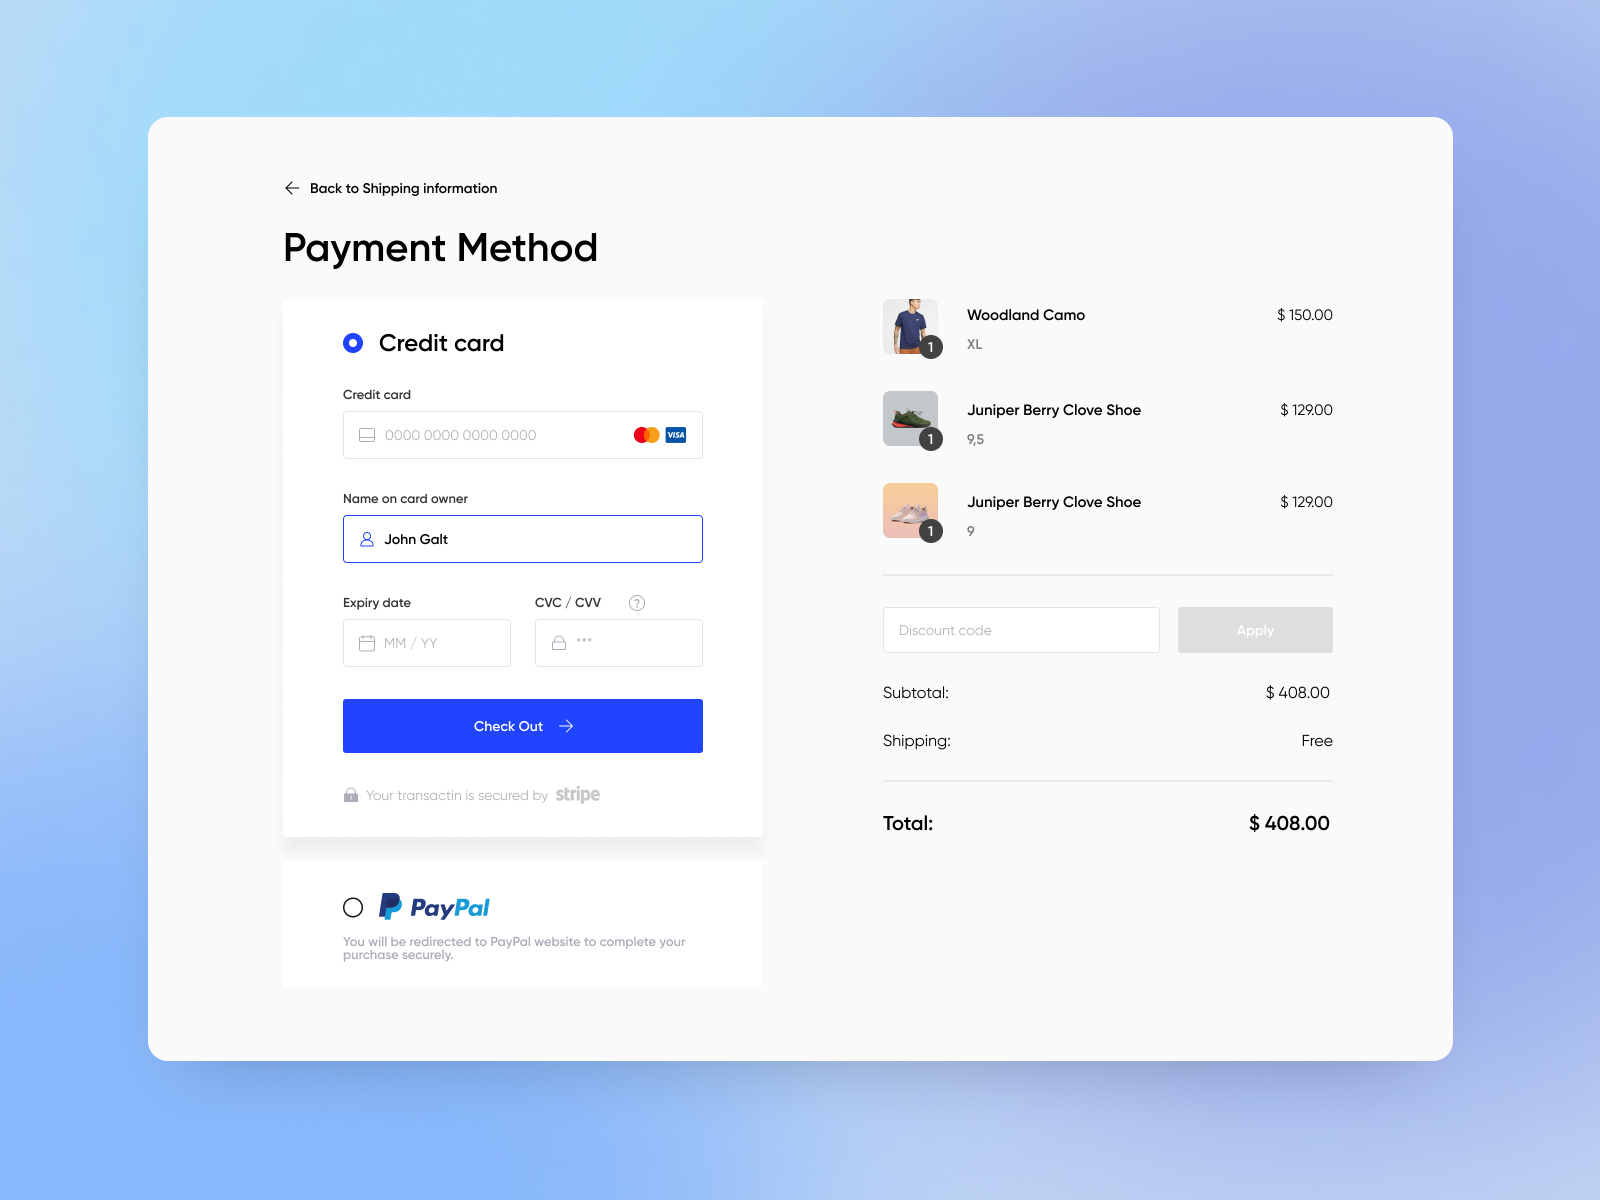 Back to Shipping information
Payment Method
Credit card
Credit card
0000 0000 0000 0000
VISA
Name on card owner
John Galt
Expiry date
CVC / CVV
?
MM / YY
***
Check Out
Your transactin is secured by stripe
PayPal
You will be redirected to PayPal website to complete your
purchase securely.
Woodland Camo
$ 150.00
1
XL
Juniper Berry Clove Shoe
$ 129.00
1
9,5
Juniper Berry Clove Shoe
$ 129.00
1
9
Discount code
Apply
Subtotal:
$ 408.00
Shipping:
Free
Total:
$ 408.00